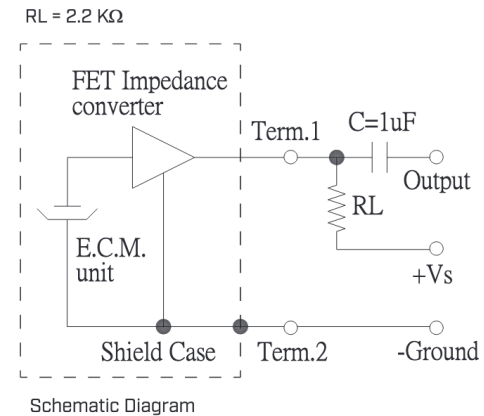 RL = 2.2 KΩ
FET Impedance
converter
Term.1
C=1uF
Output
RL
E.C.M.
unit
+Vs
Shield Case
Term.2
-Ground
Schematic Diagram